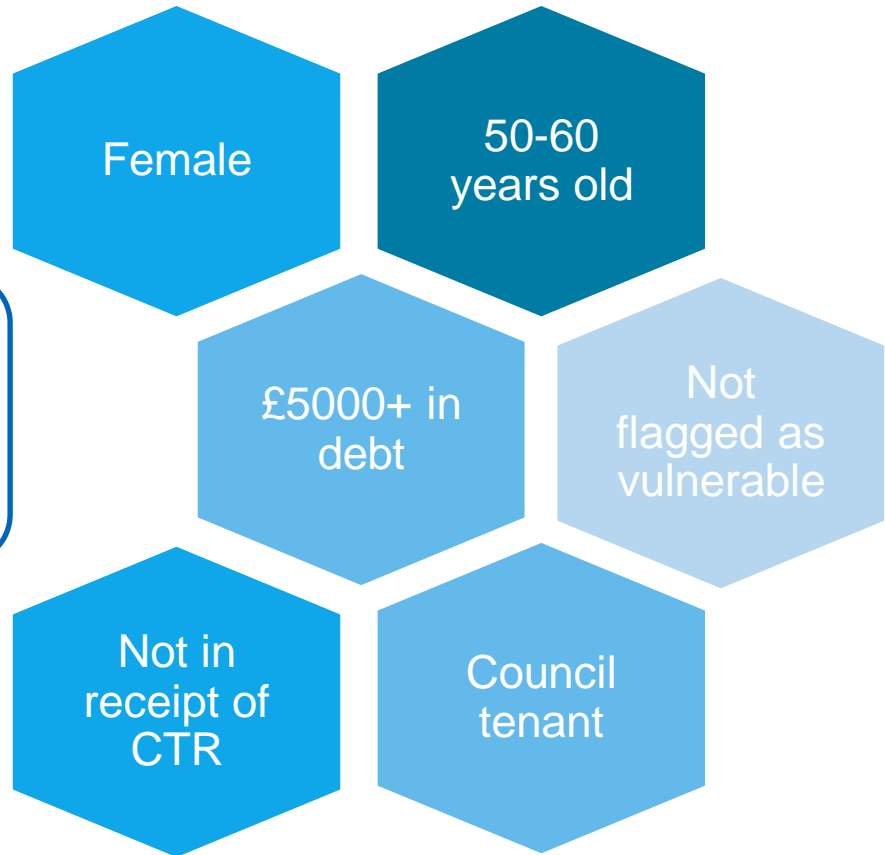 Female
50-60
years old
£5000+ in
debt
Not
flagged as
vulnerable
Not in
receipt of
CTR
Council
tenant